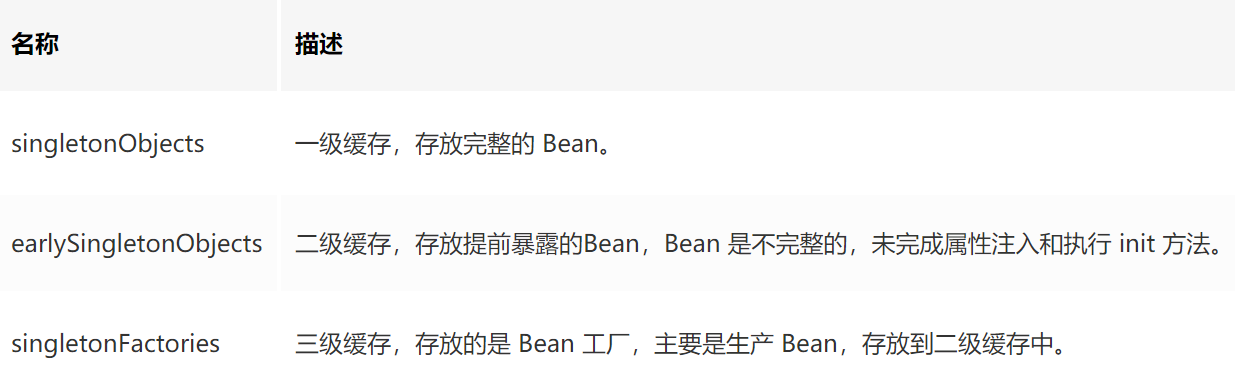 名称 描述
singletonObjects 一级缓存，存放完整的 Bean。
earlySingletonObjects 二级缓存，存放提前暴露的Bean，Bean 是不完整的，未完成属性注入和执行 init 方法。
singletonFactories 三级缓存，存放的是 Bean 工厂，主要是生产 Bean，存放到二级缓存中。